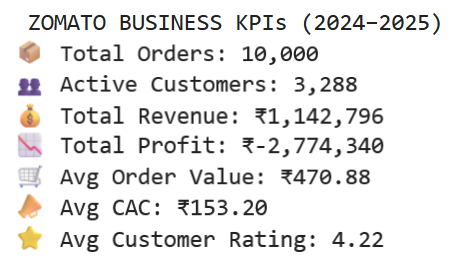 ZOMATO BUSINESS KPIs (2024–2025)
📦 Total Orders: 10,000
👥 Active Customers: 3,288
💰 Total Revenue: ₹1,142,796
📉 Total Profit: ₹-2,774,340
🛒 Avg Order Value: ₹470.88
📣 Avg CAC: ₹153.20
⭐ Avg Customer Rating: 4.22